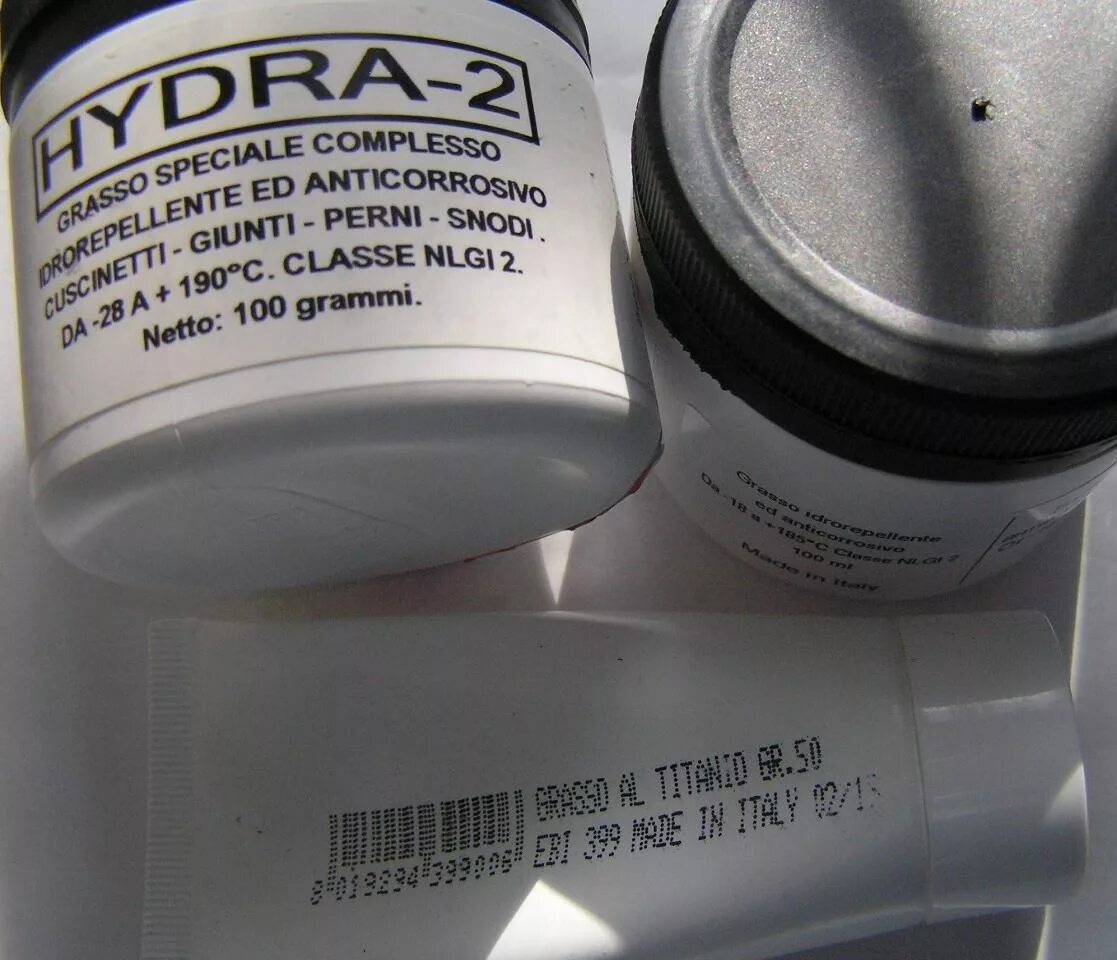 HYDRA-2
GRASSO SPECIALE COMPLESSO
IDROREPELLENTE ED ANTICORROSIVO
CUSCINETTI - GIUNTI - PERNI - SNODI .
DA -28 A + 190°C. CLASSE NLGI 2.
Netto: 100 grammi.
Grasso idrorepellente
ed anticorrosivo
Da -18 a +185°C Classe NLGI 2
100 ml
Made in Italy
GRASSO AL TITANIO GR.50
EBI 399 MADE IN ITALY 02/1
8 019294 399006